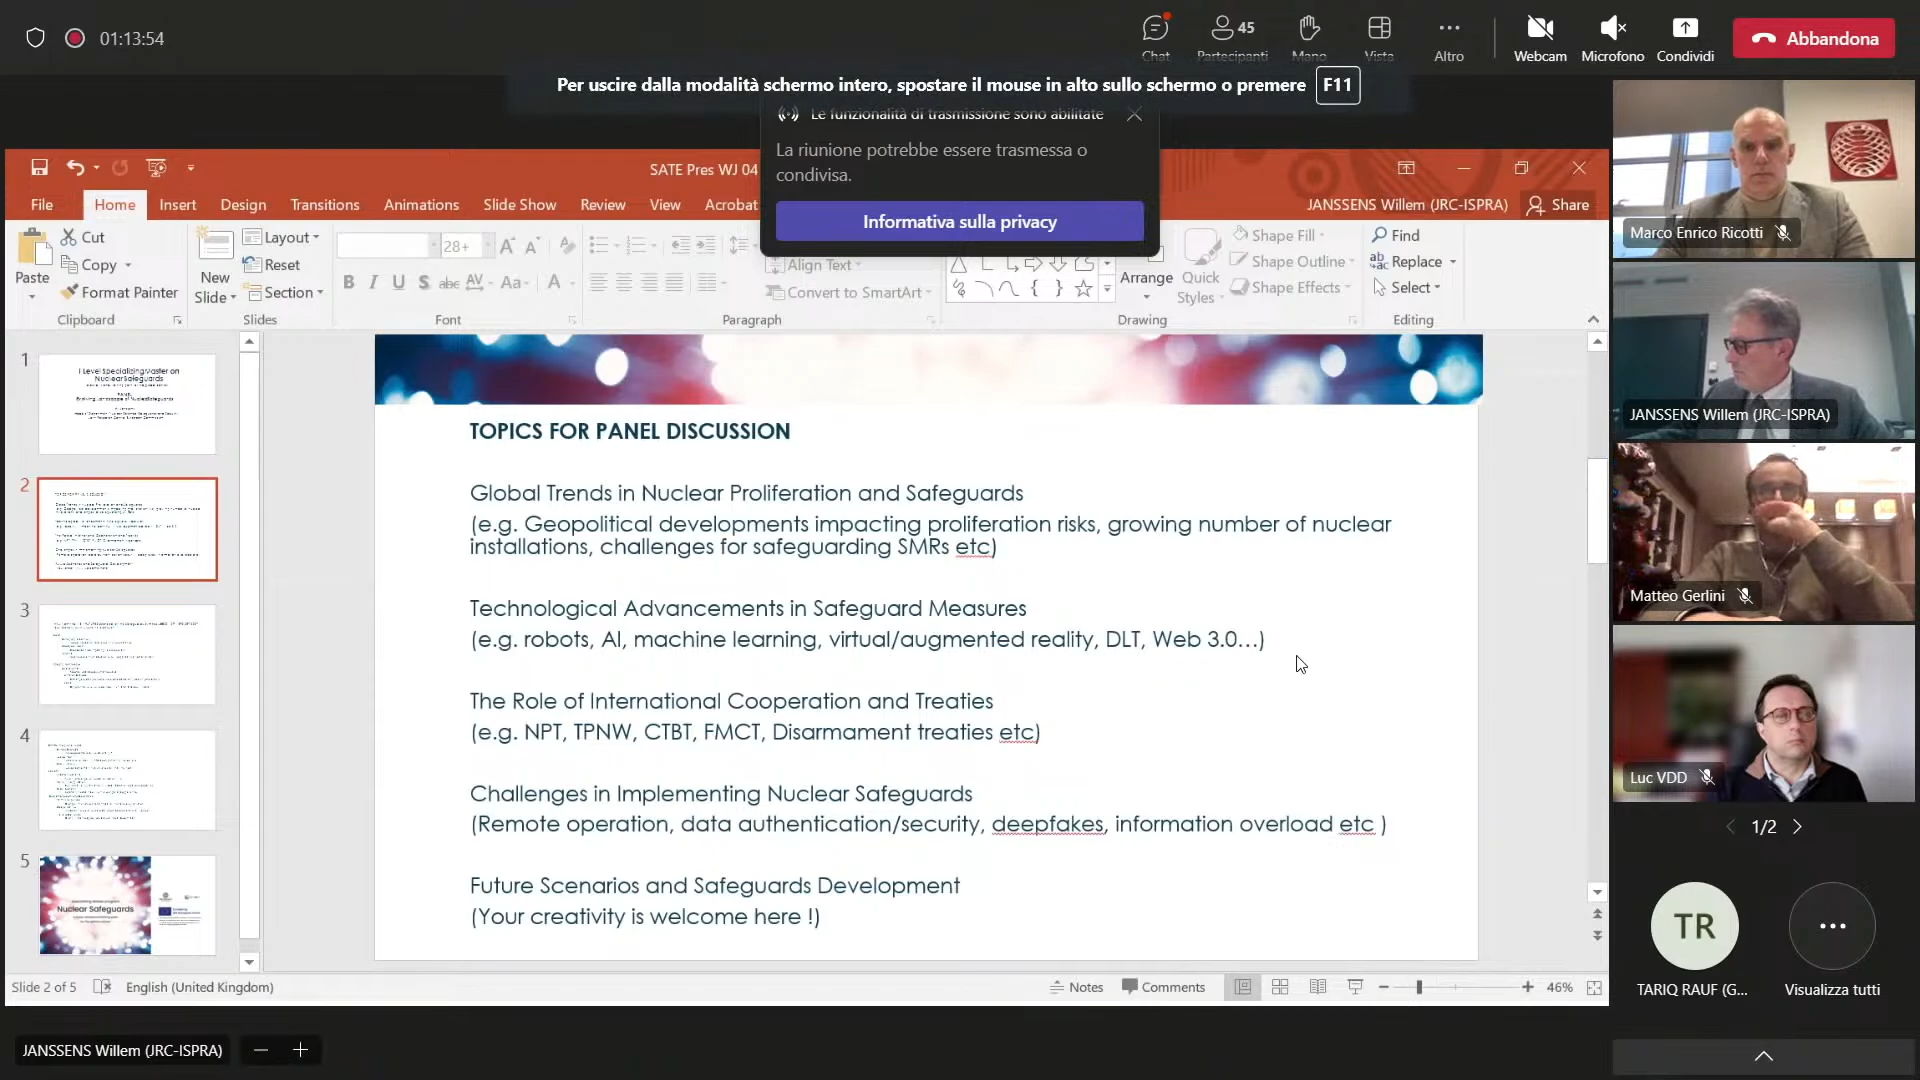 01:13:54
Chat
45
Partecipanti
Mano
Vista
Altro
Webcam
Microfono
Condividi
Abbandona
Per uscire dalla modalità schermo intero, spostare il mouse in alto sullo schermo o premere F11
Le funzionalità di trasmissione sono abilitate
La riunione potrebbe essere trasmessa o
condivisa.
Informativa sulla privacy
SATE Pres WJ 04
File
Home
Insert
Design
Transitions
Animations
Slide Show
Review
View
Acrobat
JANSSENS Willem (JRC-ISPRA)
Share
Paste
Cut
Copy
Format Painter
Clipboard
New
Slide
Layout
Reset
Section
Slides
28+
Font
Align Text
Convert to SmartArt
Paragraph
Arrange
Quick
Styles
Shape Fill
Shape Outline
Shape Effects
Drawing
Find
Replace
Select
Editing
1
I Level Specializing Master on
Nuclear Safeguards
2
3
4
5
Nuclear Safeguards
TOPICS FOR PANEL DISCUSSION
Global Trends in Nuclear Proliferation and Safeguards
(e.g. Geopolitical developments impacting proliferation risks, growing number of nuclear
installations, challenges for safeguarding SMRs etc)
Technological Advancements in Safeguard Measures
(e.g. robots, AI, machine learning, virtual/augmented reality, DLT, Web 3.0…)
The Role of International Cooperation and Treaties
(e.g. NPT, TPNW, CTBT, FMCT, Disarmament treaties etc)
Challenges in Implementing Nuclear Safeguards
(Remote operation, data authentication/security, deepfakes, information overload etc )
Future Scenarios and Safeguards Development
(Your creativity is welcome here !)
Slide 2 of 5
English (United Kingdom)
Notes
Comments
46%
JANSSENS Willem (JRC-ISPRA)
Marco Enrico Ricotti
JANSSENS Willem (JRC-ISPRA)
Matteo Gerlini
Luc VDD
1/2
TR
TARIQ RAUF (G...
Visualizza tutti